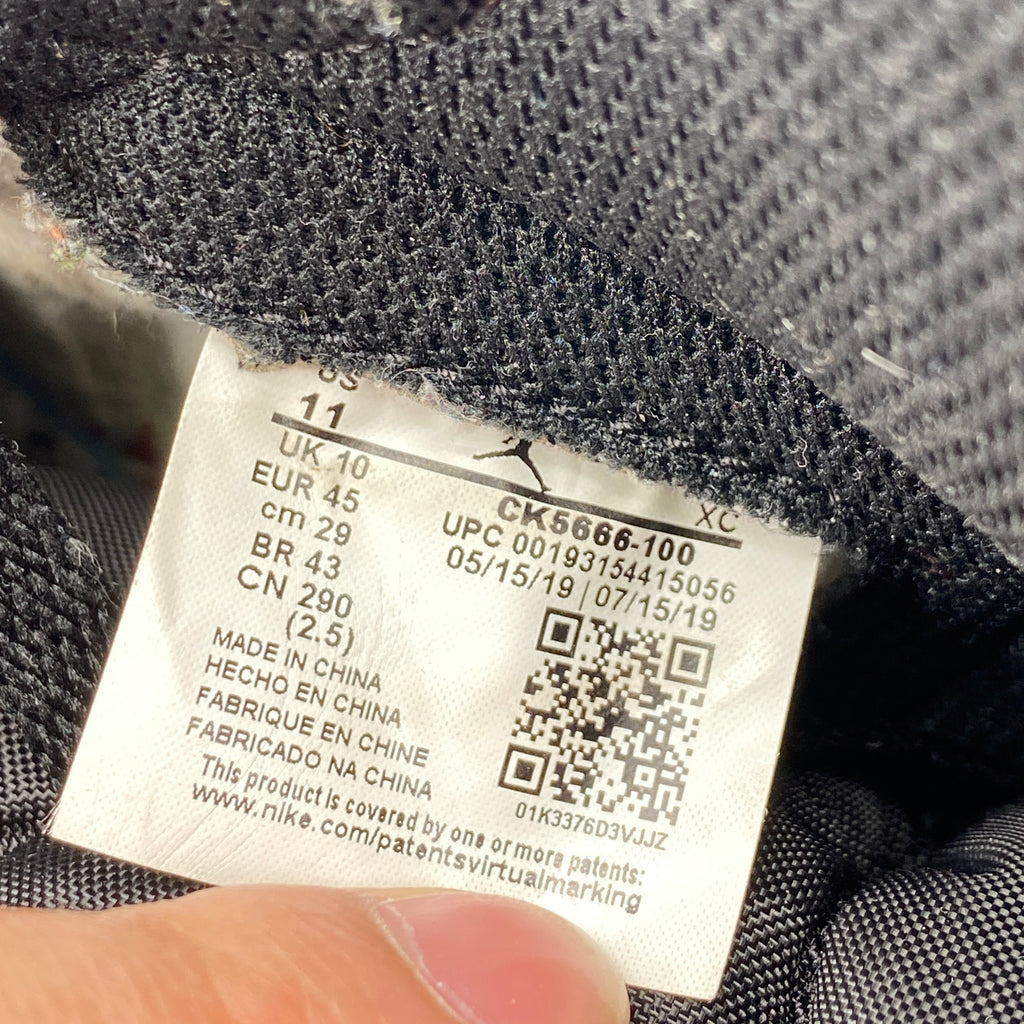 US
11
UK 10
EUR 45
cm 29
BR 43
CN 290
(2.5)
MADE IN CHINA
HECHO EN CHINA
FABRIQUE EN CHINE
FABRICADO NA CHINA
XC
CK5666-100
UPC 00193154415056
05/15/19 | 07/15/19
01K3376D3VJJZ
This product is covered by one or more patents:
www.nike.com/patentsvirtualmarking